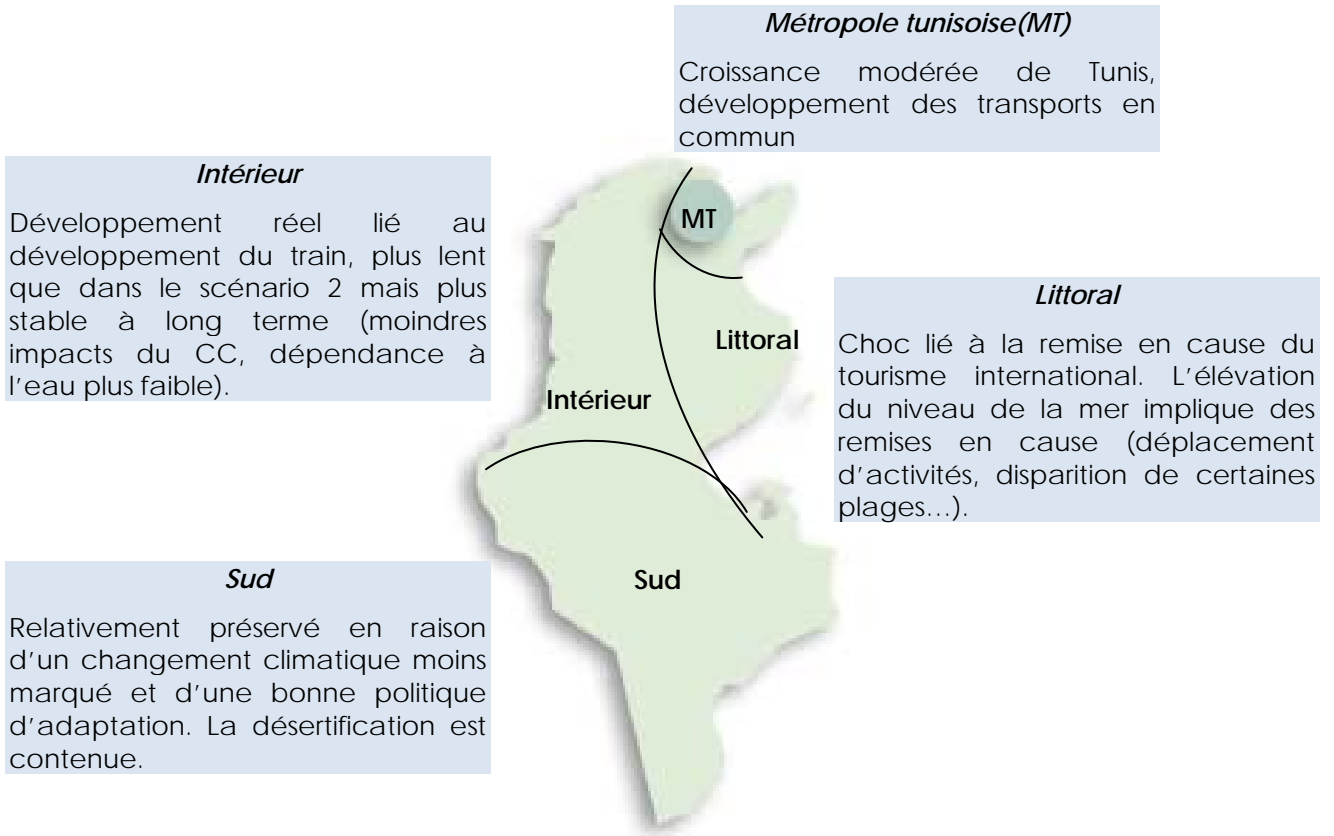 Métropole tunisoise(MT)
Croissance modérée de Tunis,
développement des transports en
commun
Intérieur
Développement réel lié au
développement du train, plus lent
que dans le scénario 2 mais plus
stable à long terme (moindres
impacts du CC, dépendance à
l’eau plus faible).
MT
Littoral
Intérieur
Sud
Littoral
Choc lié à la remise en cause du
tourisme international. L’élévation
du niveau de la mer implique des
remises en cause (déplacement
d’activités, disparition de certaines
plages…).
Sud
Relativement préservé en raison
d’un changement climatique moins
marqué et d’une bonne politique
d’adaptation. La désertification est
contenue.